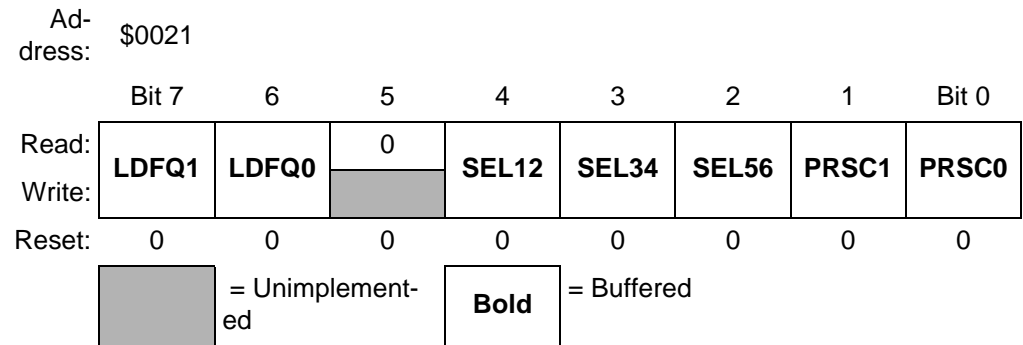 Ad-
dress: $0021
Bit 7 6 5 4 3 2 1 Bit 0
Read: LDFQ1 LDFQ0 0 SEL12 SEL34 SEL56 PRSC1 PRSC0
Write:
Reset: 0 0 0 0 0 0 0 0
= Unimplement-
ed
Bold = Buffered